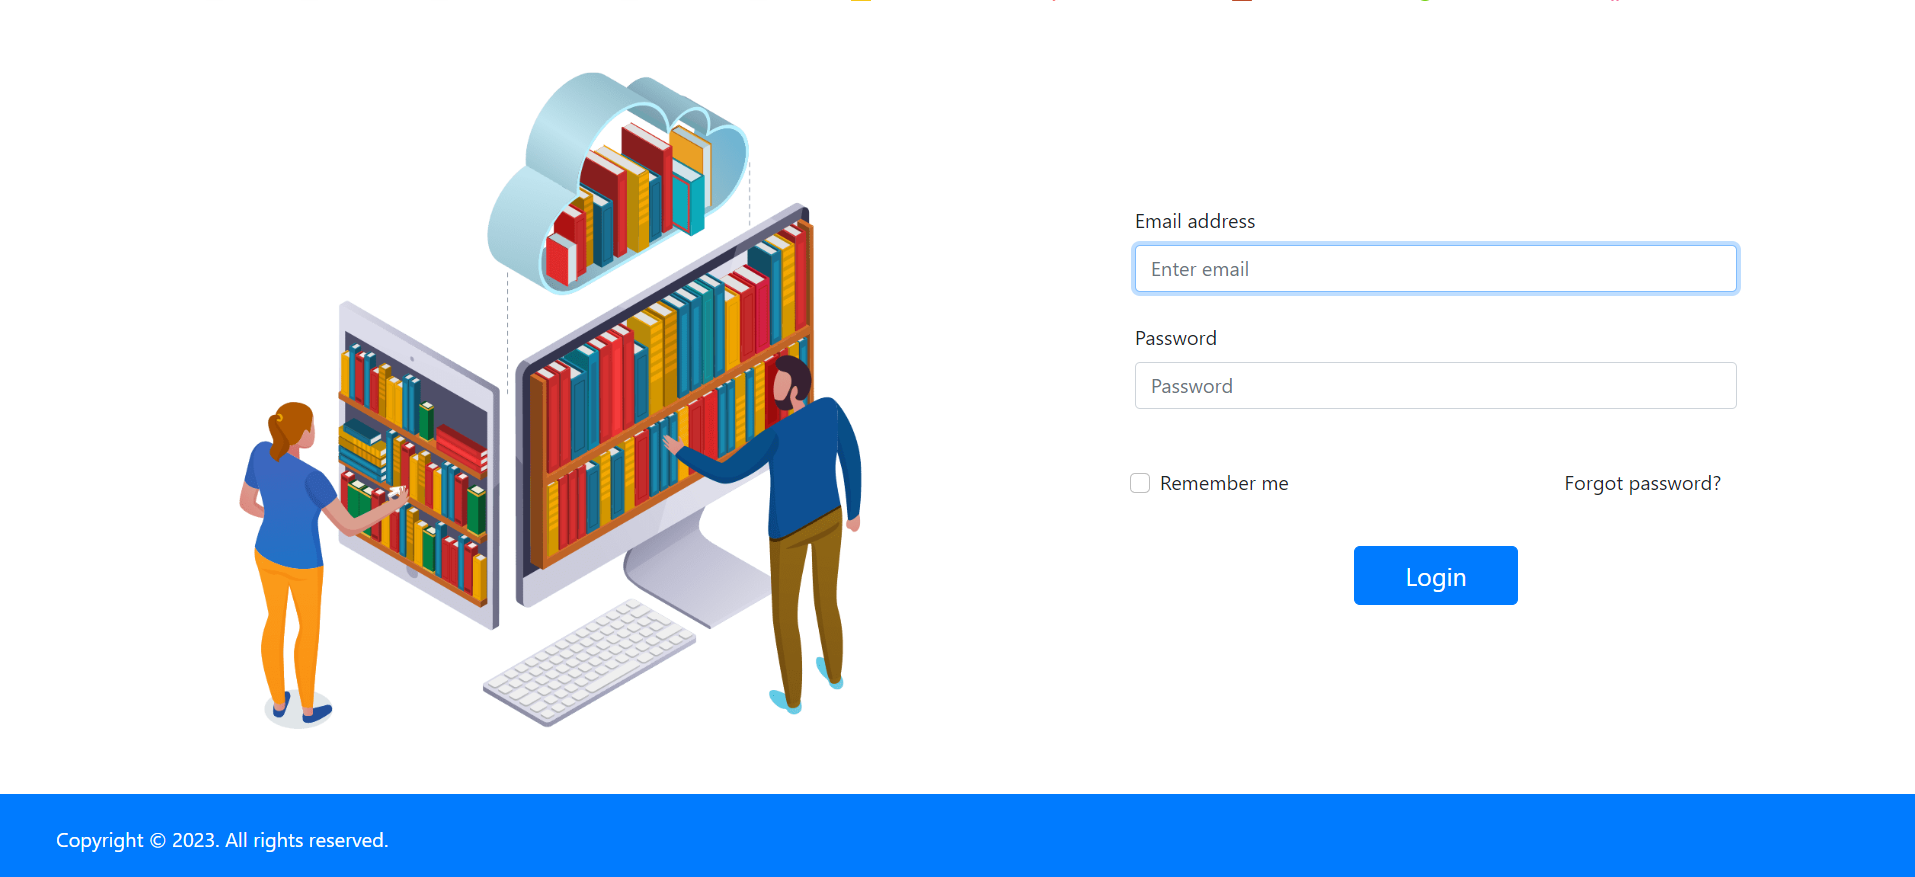 Email address
Enter email
Password
Password
Remember me
Forgot password?
Login
Copyright © 2023. All rights reserved.